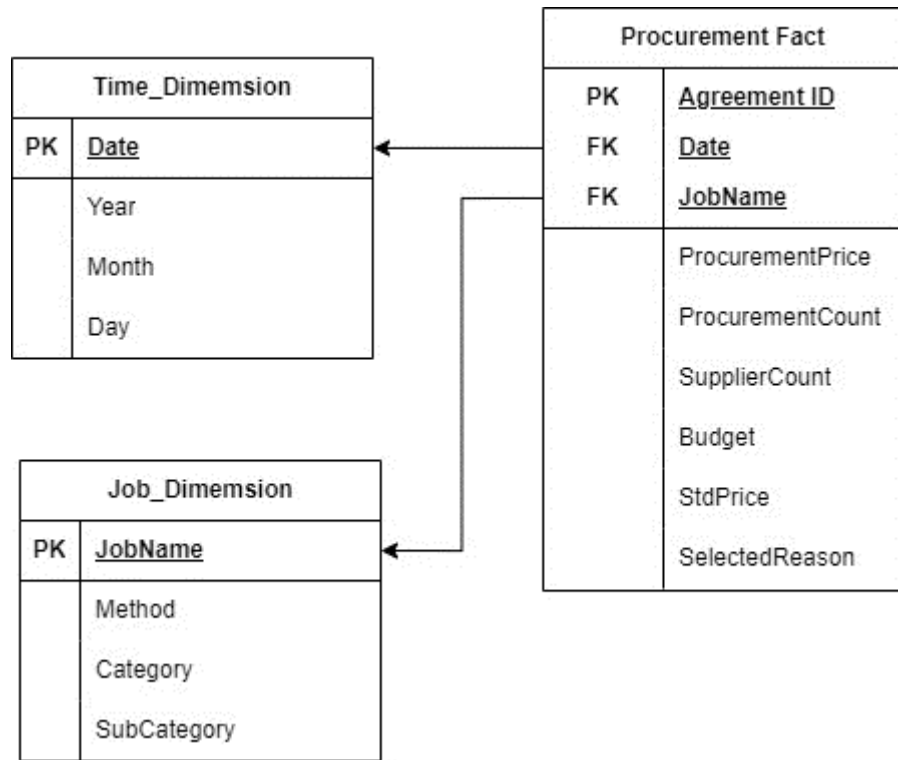 Time_Dimemsion
PK Date
Year
Month
Day
Procurement Fact
PK Agreement ID
FK Date
FK JobName
ProcurementPrice
ProcurementCount
SupplierCount
Budget
StdPrice
SelectedReason
Job_Dimemsion
PK JobName
Method
Category
SubCategory